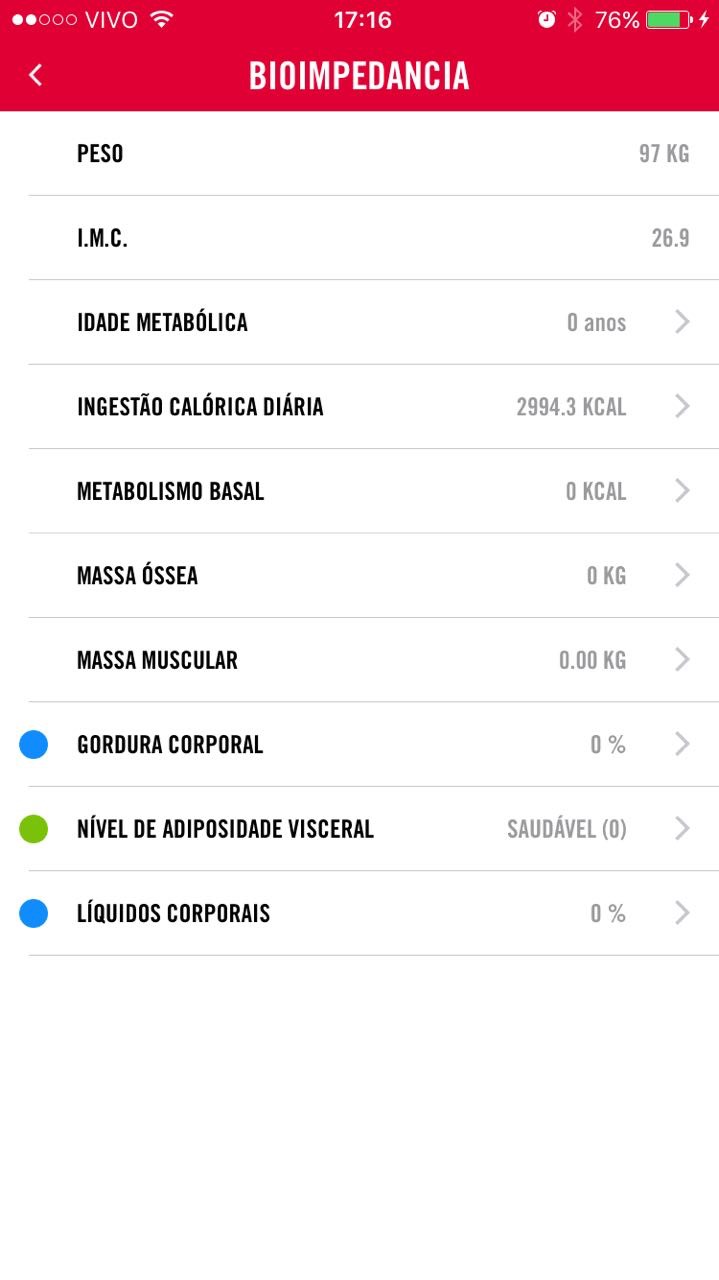 VIVO 17:16 76%
BIOIMPEDANCIA
PESO 97 KG
I.M.C. 26.9
IDADE METABÓLICA 0 anos
INGESTÃO CALÓRICA DIÁRIA 2994.3 KCAL
METABOLISMO BASAL 0 KCAL
MASSA ÓSSEA 0 KG
MASSA MUSCULAR 0.00 KG
GORDURA CORPORAL 0 %
NÍVEL DE ADIPOSIDADE VISCERAL SAUDÁVEL (0)
LÍQUIDOS CORPORAIS 0 %